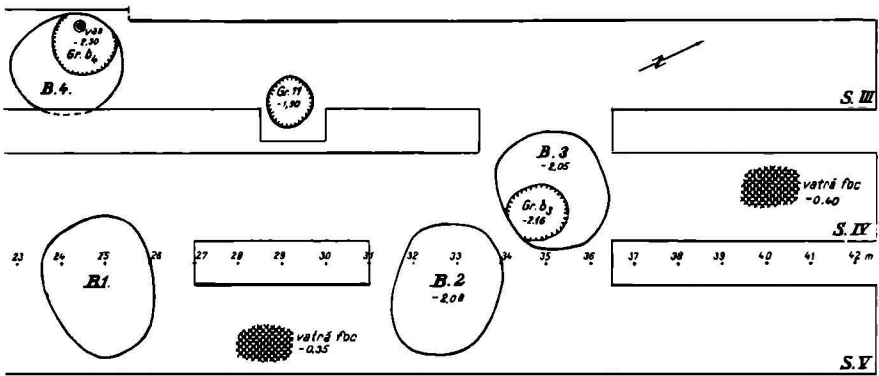 vas
-2,30
Gr. b4
B. 4.
Gr. 11
-1,90
N
S. III
B. 3
-2,05
Gr. b3
-2.16
vatră foc
-0.40
S. IV
23 24 25 26 27 28 29 30 31 32 33 34 35 36 37 38 39 40 41 42 m
B.1.
B. 2
-2,08
vatră foc
-0.35
S. V